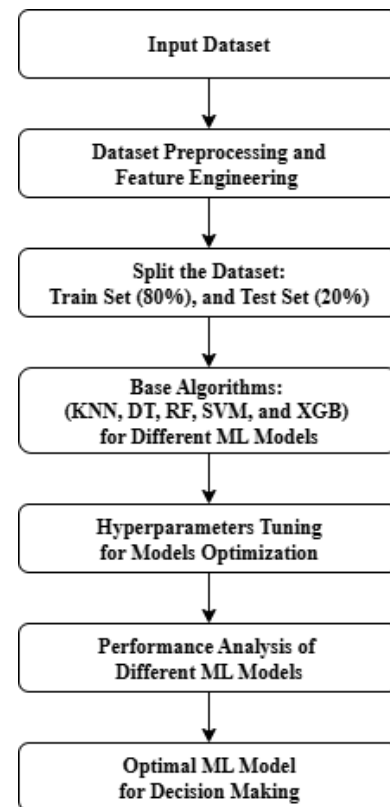 Input Dataset
Dataset Preprocessing and
Feature Engineering
Split the Dataset:
Train Set (80%), and Test Set (20%)
Base Algorithms:
(KNN, DT, RF, SVM, and XGB)
for Different ML Models
Hyperparameters Tuning
for Models Optimization
Performance Analysis of
Different ML Models
Optimal ML Model
for Decision Making